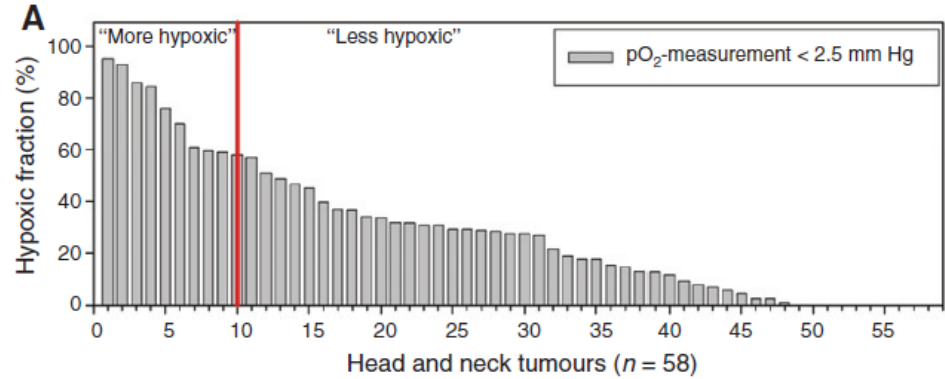 A
"More hypoxic" "Less hypoxic"
pO₂-measurement < 2.5 mm Hg
Hypoxic fraction (%)
100
80
60
40
20
0
0 5 10 15 20 25 30 35 40 45 50 55
Head and neck tumours (n = 58)